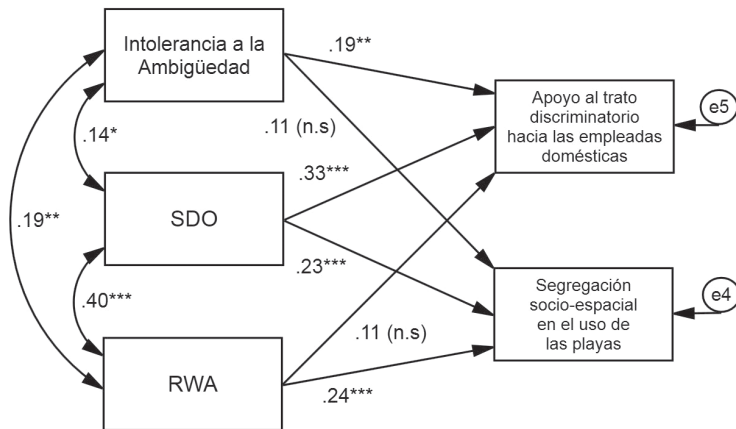 Intolerancia a la
Ambigüedad
.19**
Apoyo al trato
discriminatorio
hacia las empleadas
domésticas
e5
.14*
.11 (n.s)
.33***
SDO
.19**
.23***
Segregación
socio-espacial
en el uso de
las playas
e4
.40***
.11 (n.s)
RWA
.24***